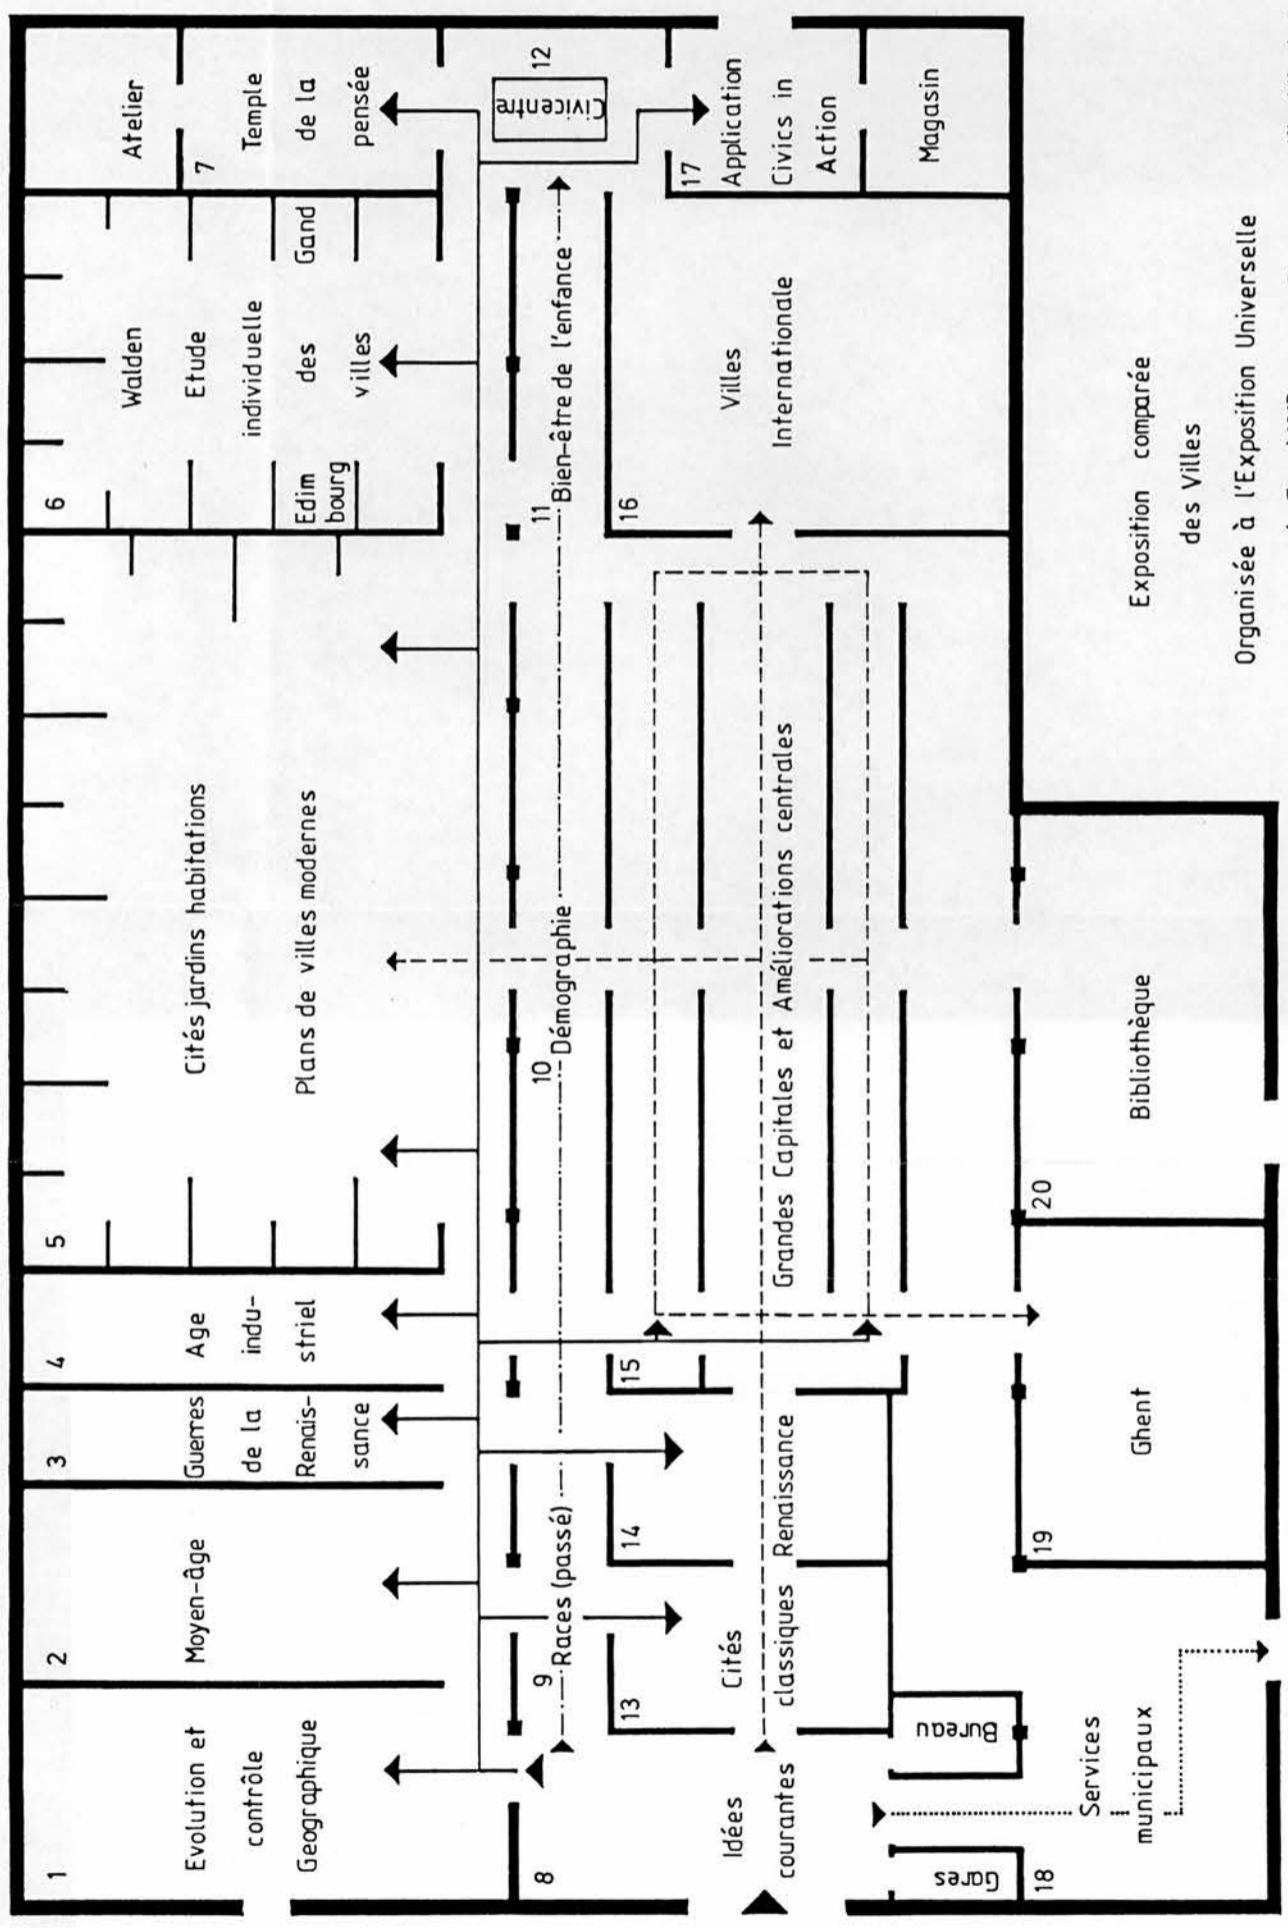 1
Evolution et
contrôle
Geographique
2
Moyen-âge
3
Guerres
de la
Renais-
sance
4
Age
indu-
striel
5
Cités jardins habitations
Plans de villes modernes
6
Walden
Etude
individuelle
des
villes
Edim
bourg
Gand
Atelier
7
Temple
de la
pensée
8
Idées
courantes
9
Races (passé)
10
Démographie
11
Bien-être de l'enfance
12
Civicentre
13
Cités
classiques
14
Renaissance
15
Grandes Capitales et Améliorations centrales
16
Villes
Internationale
17
Application
Civics in
Action
Magasin
18
Gares
Bureau
Services
municipaux
19
Ghent
20
Bibliothèque
Exposition comparée
des Villes
Organisée à l'Exposition Universelle